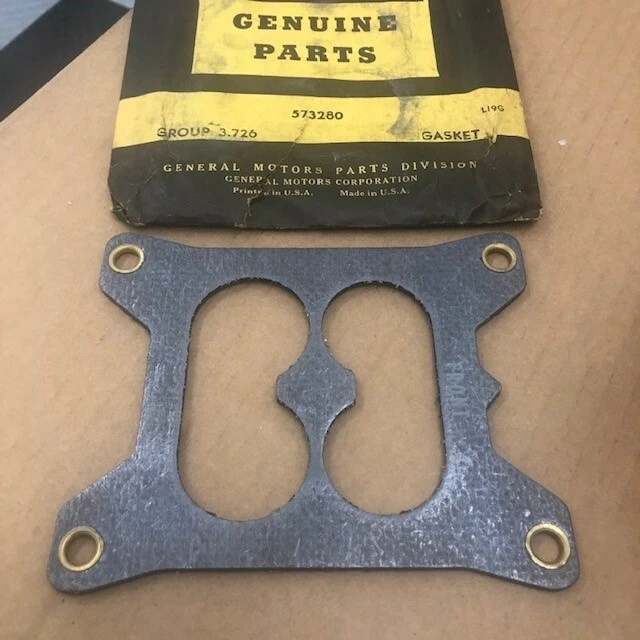 GENUINE
PARTS
573280
L19G
GROUP 3.726
GASKET 1
GENERAL MOTORS PARTS DIVISION
GENERAL MOTORS CORPORATION
Printed in U.S.A. Made in U.S.A.